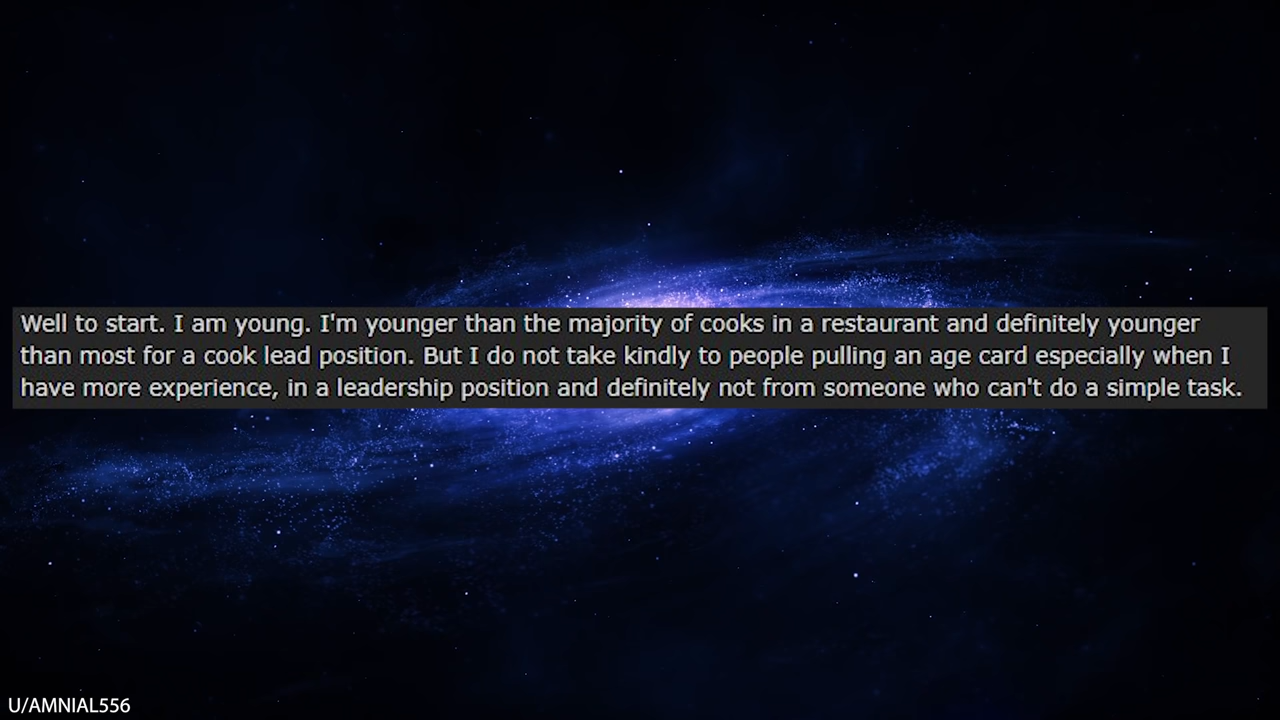 Well to start. I am young. I'm younger than the majority of cooks in a restaurant and definitely younger
than most for a cook lead position. But I do not take kindly to people pulling an age card especially when I
have more experience, in a leadership position and definitely not from someone who can't do a simple task.
U/AMNIAL556